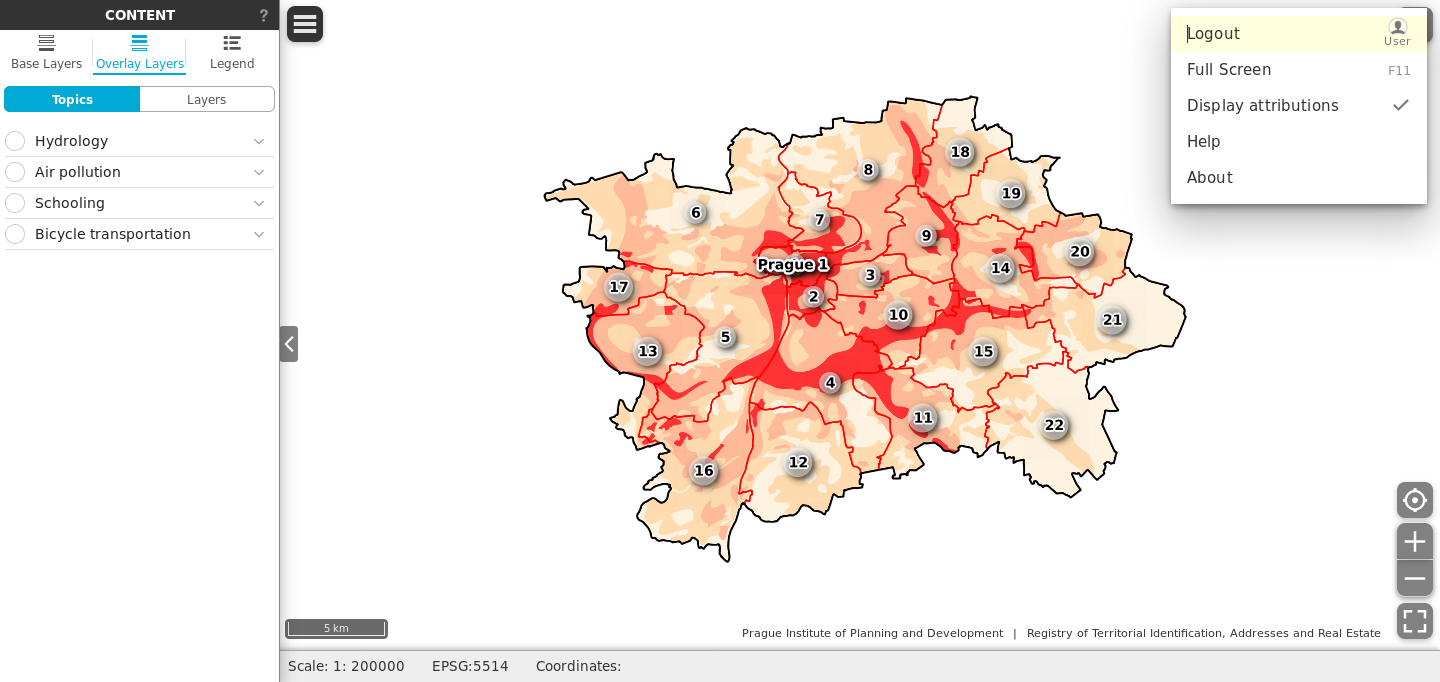 CONTENT ?
Base Layers
Overlay Layers
Legend
Topics
Layers
Hydrology
Air pollution
Schooling
Bicycle transportation
Logout
User
Full Screen F11
Display attributions
Help
About
18
8
19
6
7
9
20
14
Prague 1
3
17
2
10
21
5
13
15
4
11
22
12
16
5 km
Prague Institute of Planning and Development | Registry of Territorial Identification, Addresses and Real Estate
Scale: 1: 200000 EPSG:5514 Coordinates: